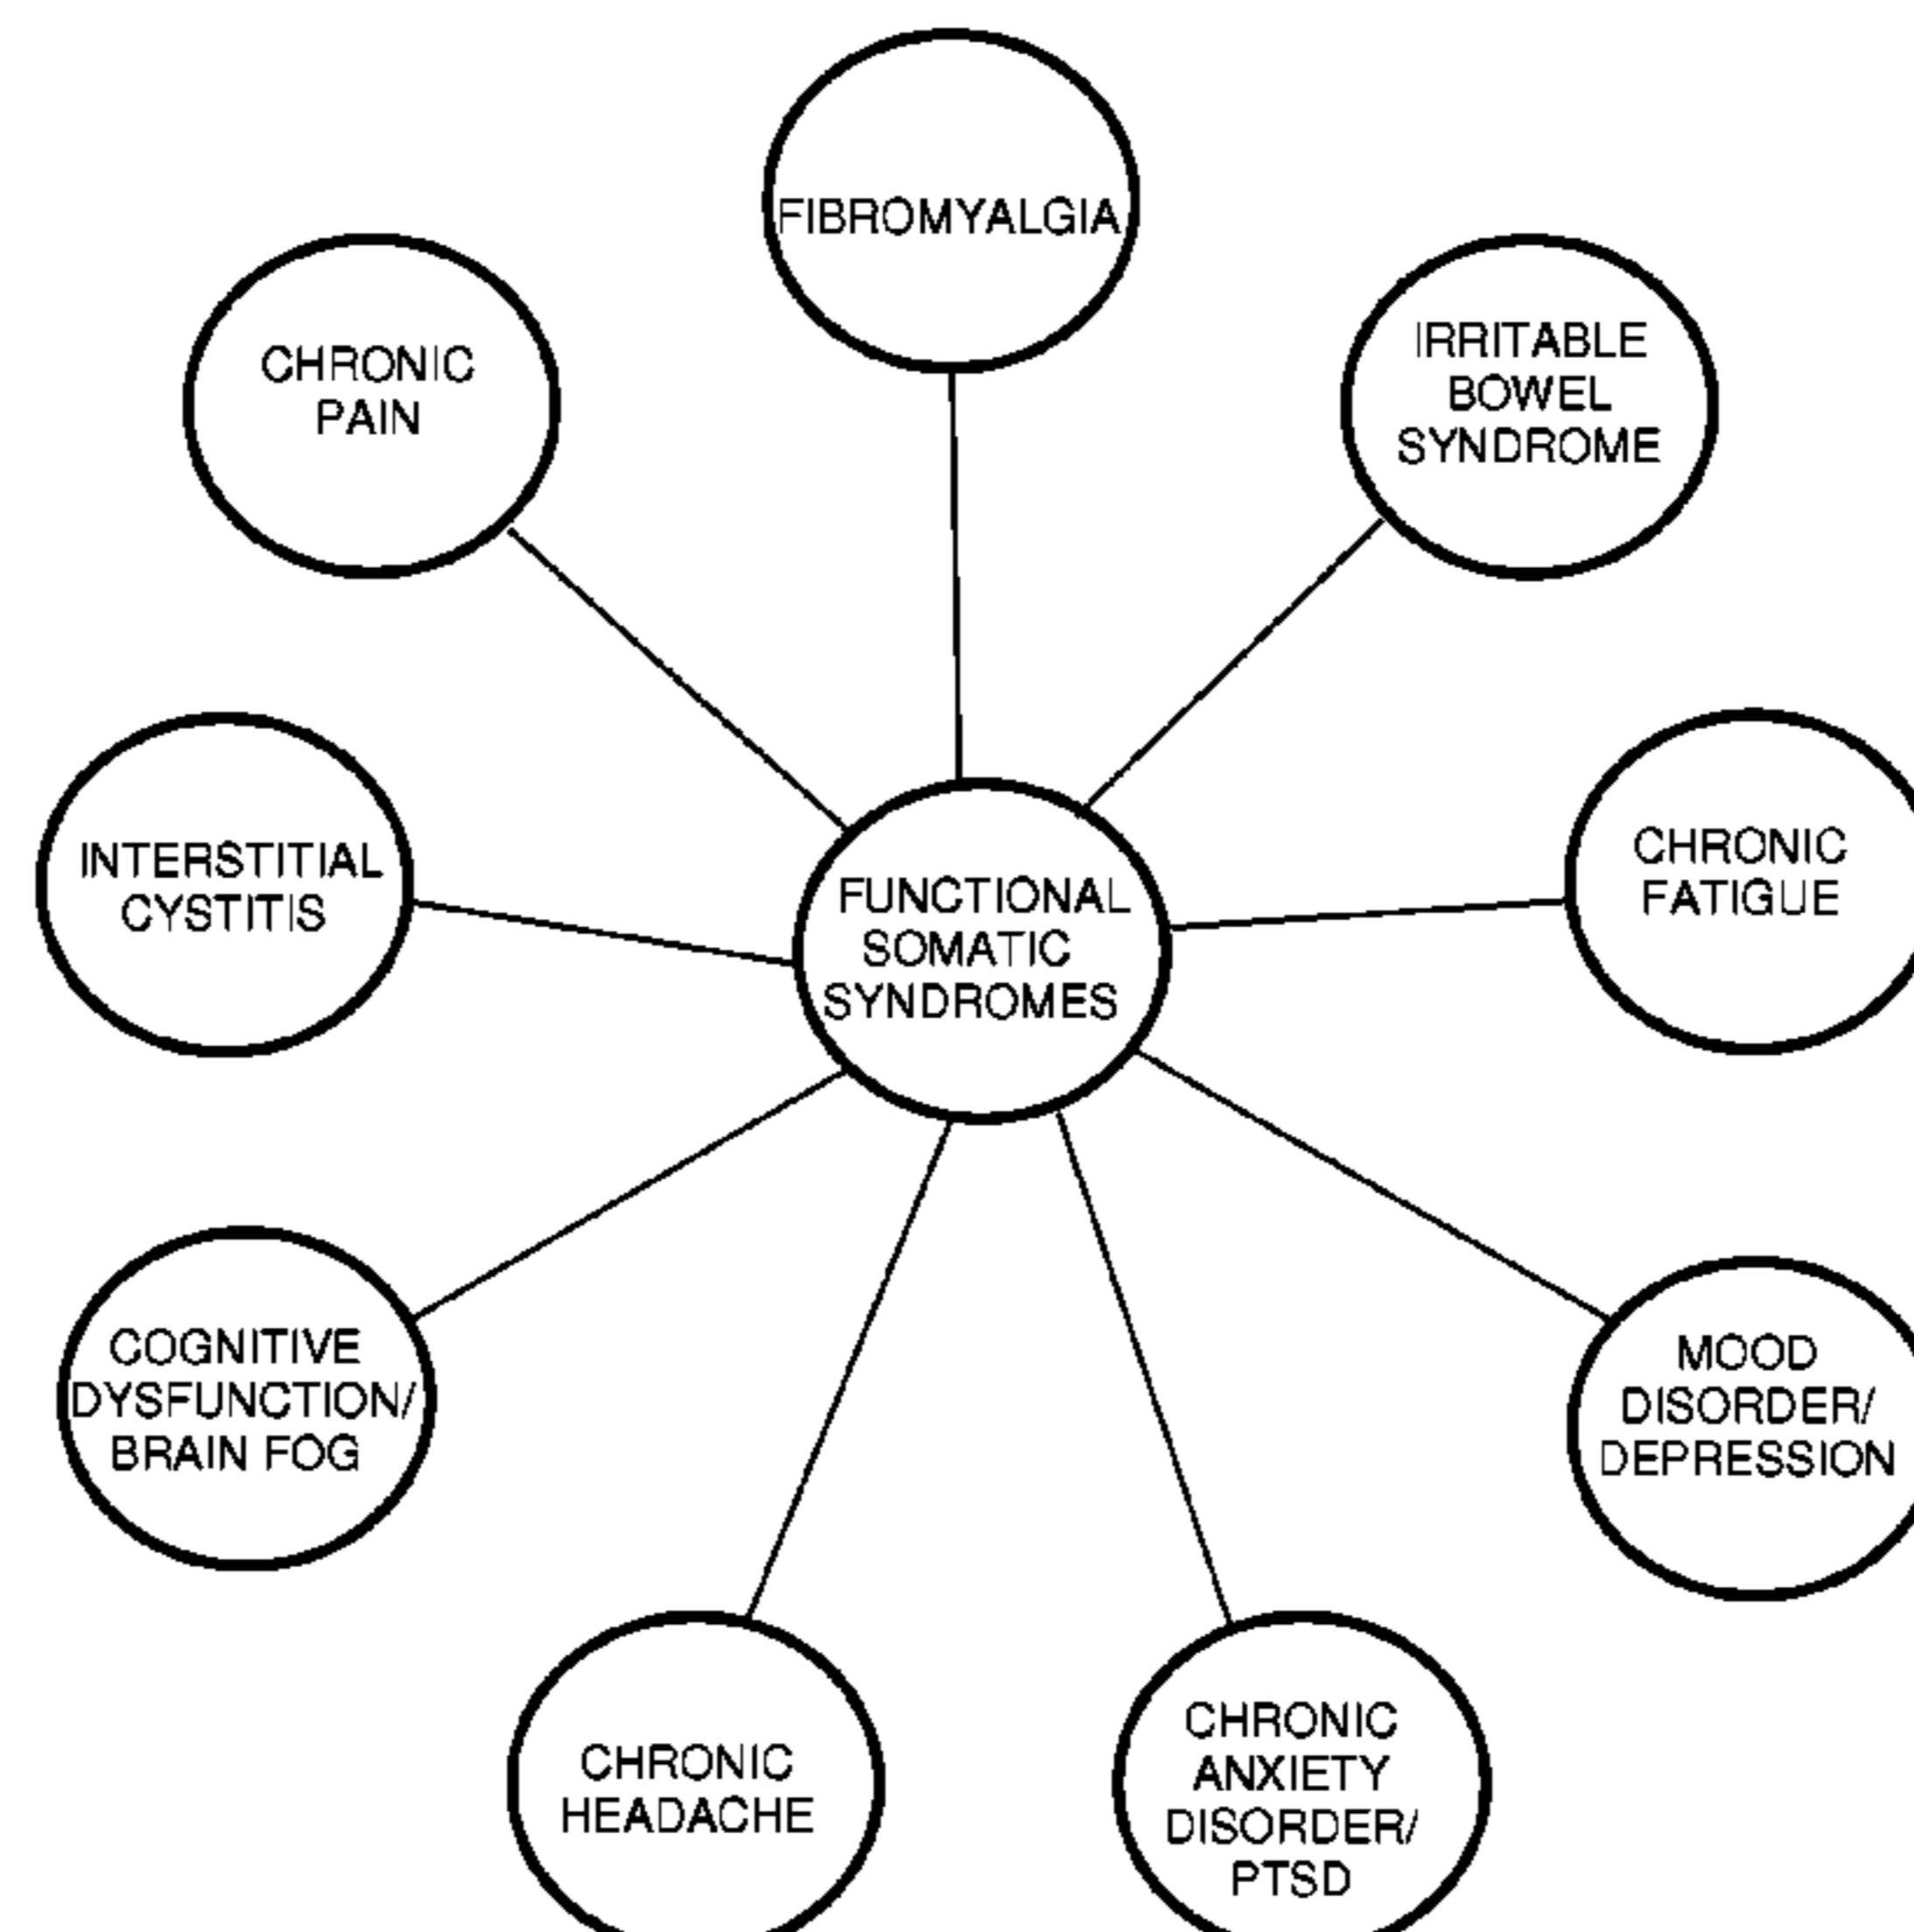 FIBROMYALGIA
CHRONIC
PAIN
IRRITABLE
BOWEL
SYNDROME
INTERSTITIAL
CYSTITIS
FUNCTIONAL
SOMATIC
SYNDROMES
CHRONIC
FATIGUE
COGNITIVE
DYSFUNCTION/
BRAIN FOG
MOOD
DISORDER/
DEPRESSION
CHRONIC
HEADACHE
CHRONIC
ANXIETY
DISORDER/
PTSD